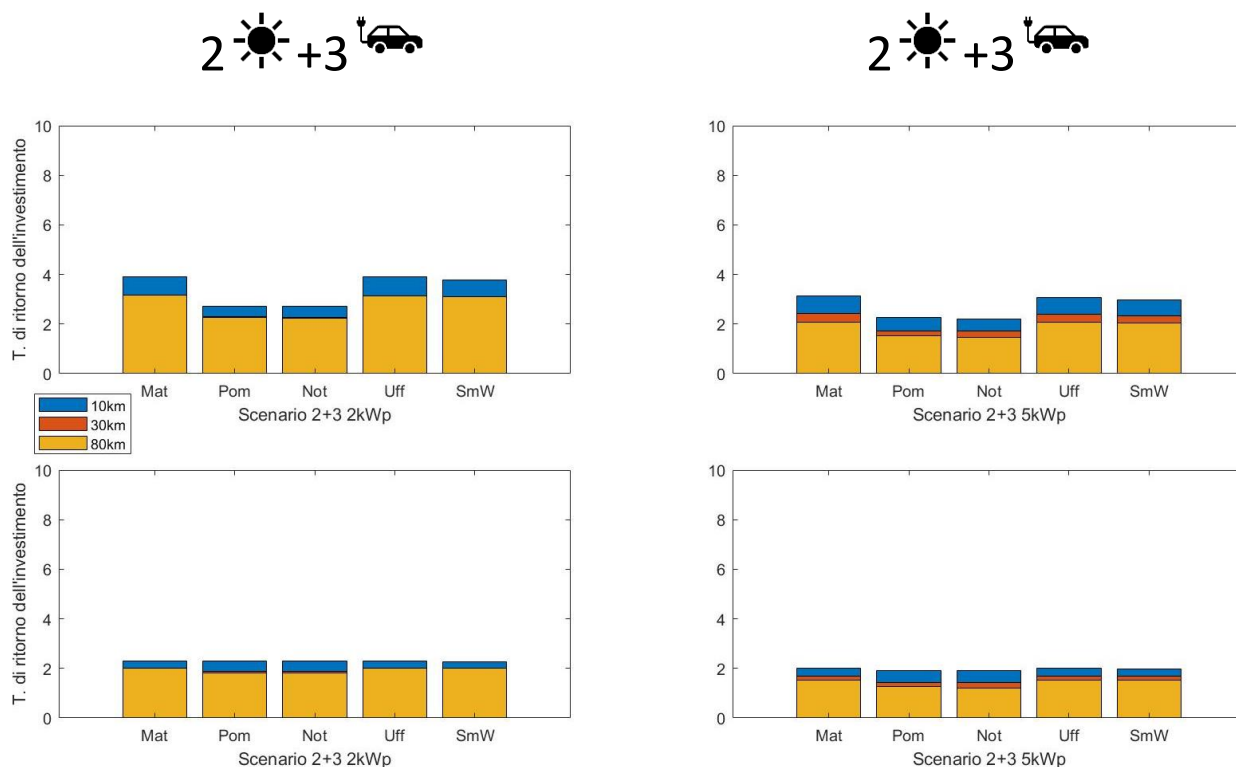 2 +3
2 +3
T. di ritorno dell'investimento
10
8
6
4
2
0
Mat Pom Not Uff SmW
Scenario 2+3 2kWp
10
8
6
4
2
0
Mat Pom Not Uff SmW
Scenario 2+3 5kWp
10km
30km
80km
T. di ritorno dell'investimento
10
8
6
4
2
0
Mat Pom Not Uff SmW
Scenario 2+3 2kWp
10
8
6
4
2
0
Mat Pom Not Uff SmW
Scenario 2+3 5kWp